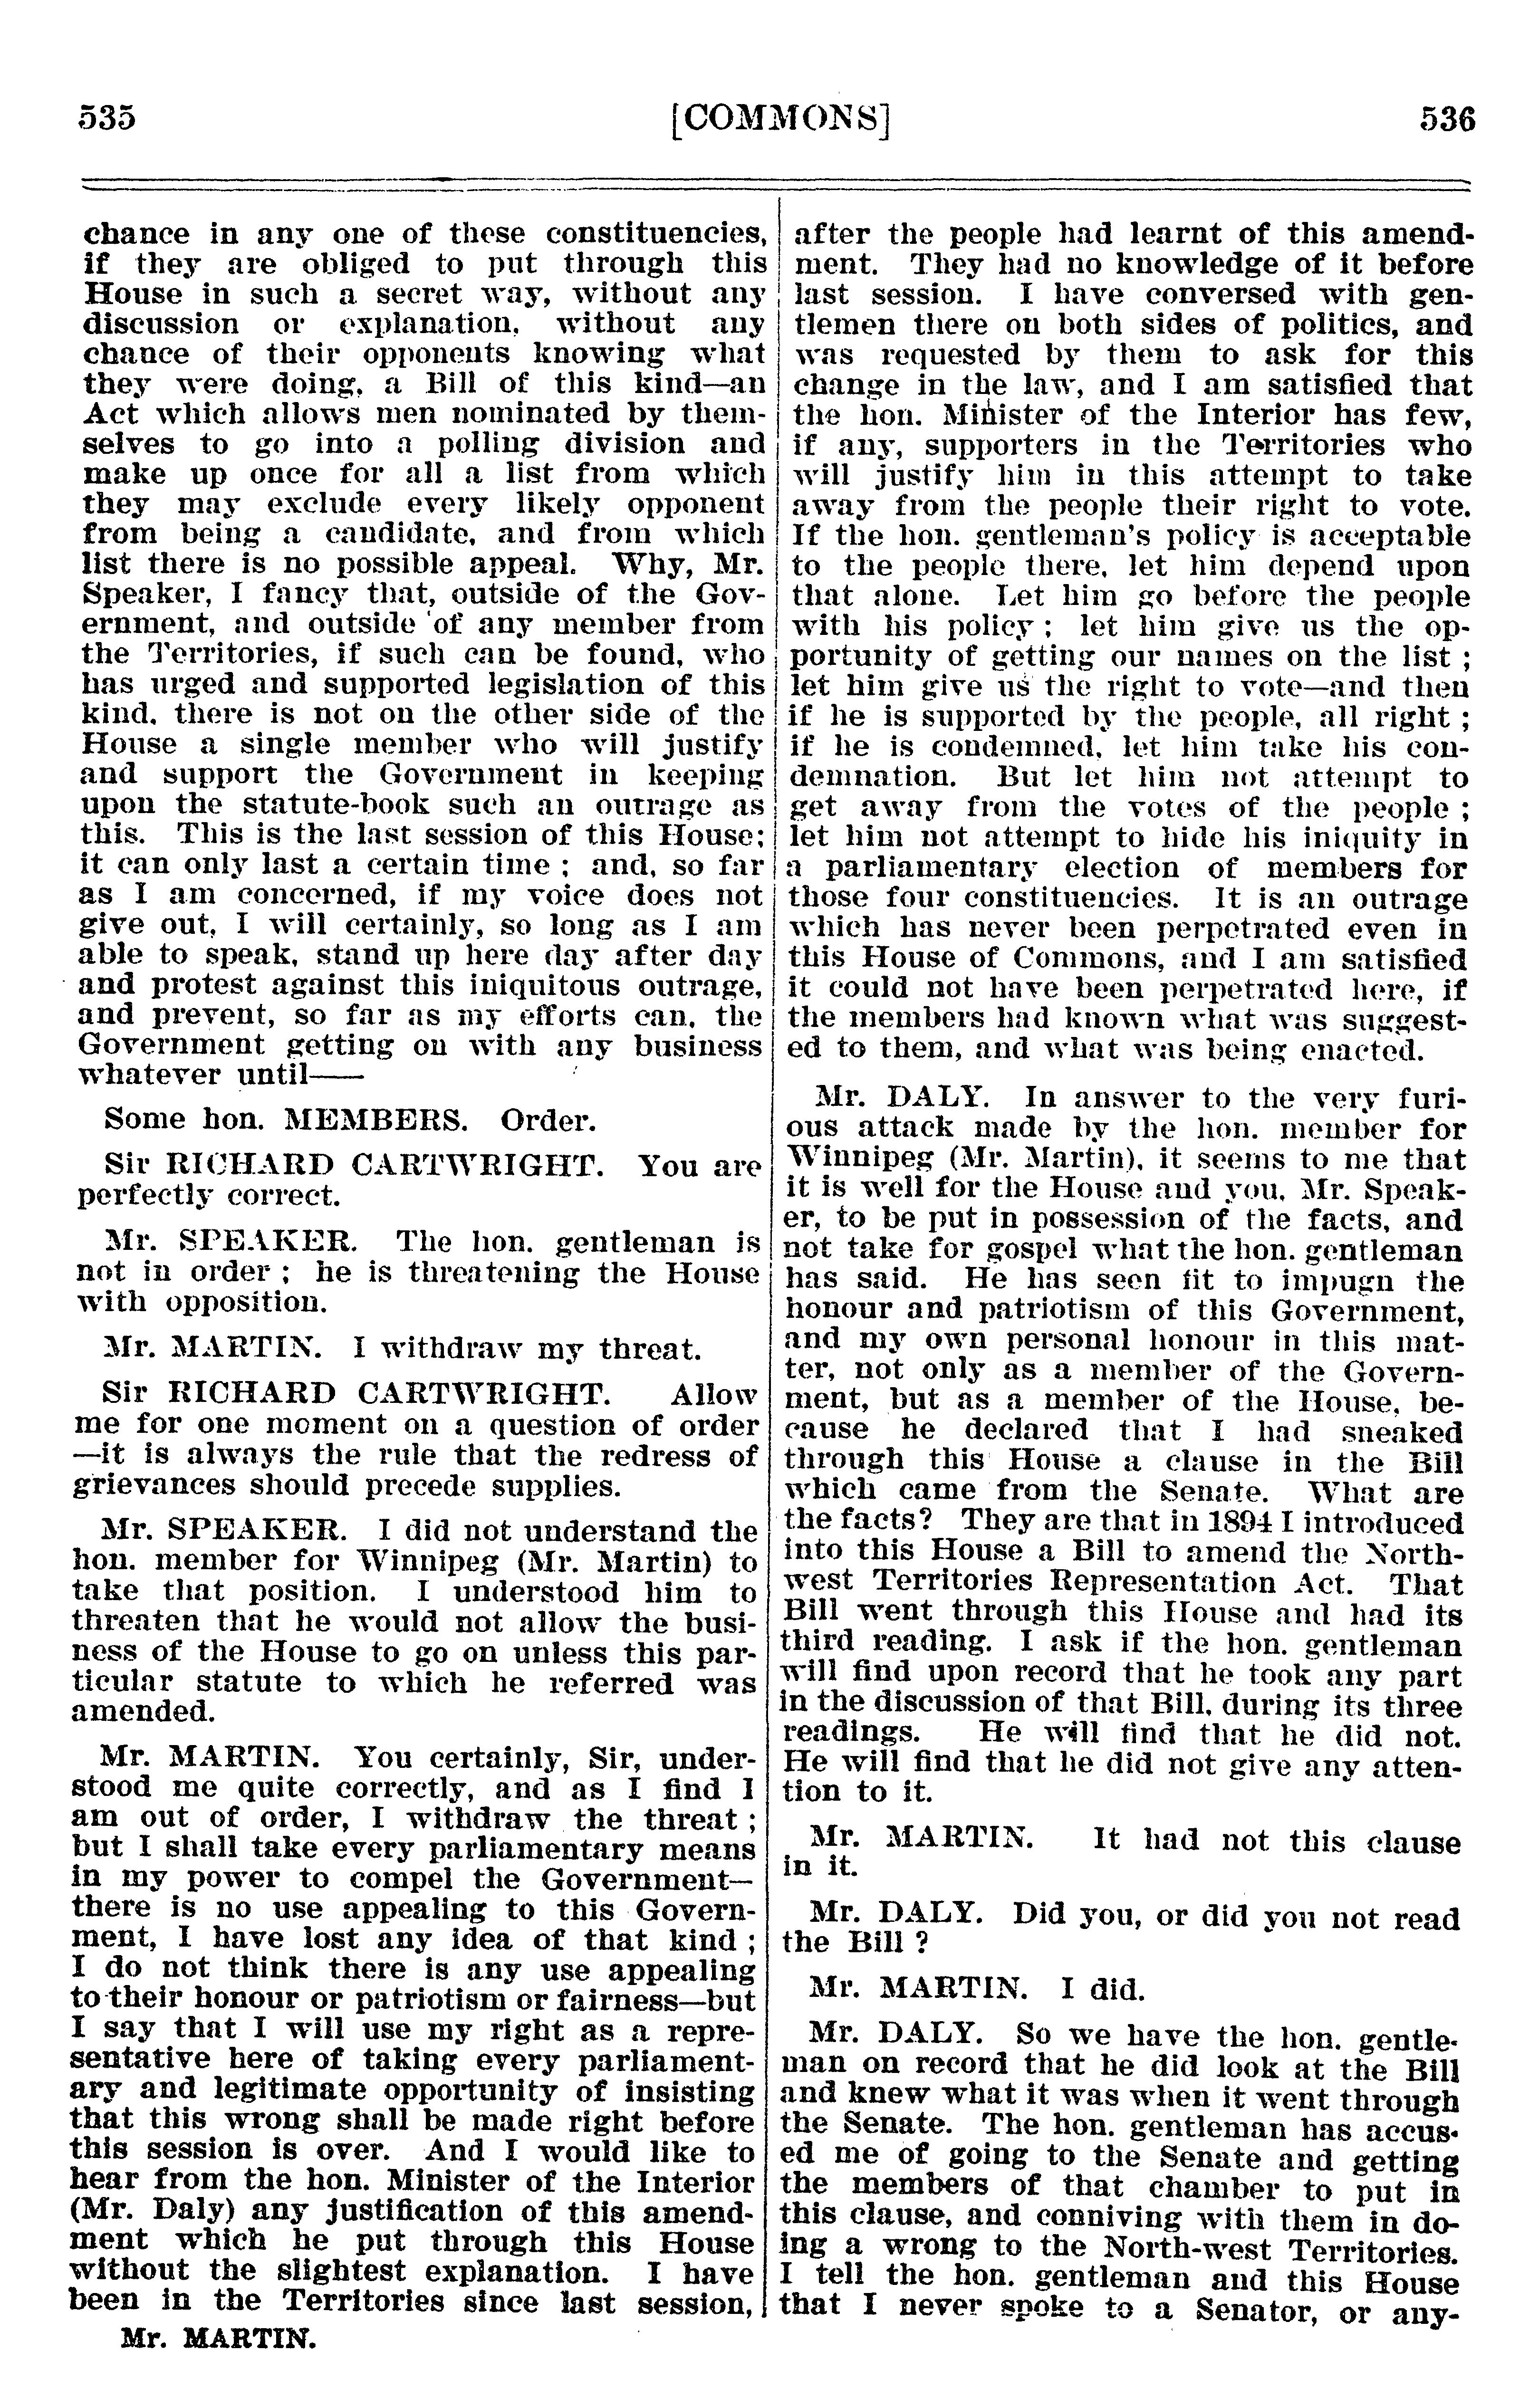 535
[COMMONS]
536
chance in any one of these constituencies,
if they are obliged to put through this
House in such a secret way, without any
discussion or explanation, without any
chance of their opponents knowing what
they were doing, a Bill of this kind—an
Act which allows men nominated by them-
selves to go into a polling division and
make up once for all a list from which
they may exclude every likely opponent
from being a candidate, and from which
list there is no possible appeal. Why, Mr.
Speaker, I fancy that, outside of the Gov-
ernment, and outside of any member from
the Territories, if such can be found, who
has urged and supported legislation of this
kind, there is not on the other side of the
House a single member who will justify
and support the Government in keeping
upon the statute-book such an outrage as
this. This is the last session of this House;
it can only last a certain time ; and, so far
as I am concerned, if my voice does not
give out, I will certainly, so long as I am
able to speak, stand up here day after day
and protest against this iniquitous outrage,
and prevent, so far as my efforts can, the
Government getting on with any business
whatever until——
Some hon. MEMBERS. Order.
Sir RICHARD CARTWRIGHT. You are
perfectly correct.
Mr. SPEAKER. The hon. gentleman is
not in order ; he is threatening the House
with opposition.
Mr. MARTIN. I withdraw my threat.
Sir RICHARD CARTWRIGHT. Allow
me for one moment on a question of order
—it is always the rule that the redress of
grievances should precede supplies.
Mr. SPEAKER. I did not understand the
hon. member for Winnipeg (Mr. Martin) to
take that position. I understood him to
threaten that he would not allow the busi-
ness of the House to go on unless this par-
ticular statute to which he referred was
amended.
Mr. MARTIN. You certainly, Sir, under-
stood me quite correctly, and as I find I
am out of order, I withdraw the threat ;
but I shall take every parliamentary means
in my power to compel the Government—
there is no use appealing to this Govern-
ment, I have lost any idea of that kind ;
I do not think there is any use appealing
to their honour or patriotism or fairness—but
I say that I will use my right as a repre-
sentative here of taking every parliament-
ary and legitimate opportunity of insisting
that this wrong shall be made right before
this session is over. And I would like to
hear from the hon. Minister of the Interior
(Mr. Daly) any justification of this amend-
ment which he put through this House
without the slightest explanation. I have
been in the Territories since last session,
Mr. MARTIN.
after the people had learnt of this amend-
ment. They had no knowledge of it before
last session. I have conversed with gen-
tlemen there on both sides of politics, and
was requested by them to ask for this
change in the law, and I am satisfied that
the hon. Minister of the Interior has few,
if any, supporters in the Territories who
will justify him in this attempt to take
away from the people their right to vote.
If the hon. gentleman's policy is acceptable
to the people there, let him depend upon
that alone. Let him go before the people
with his policy ; let him give us the op-
portunity of getting our names on the list ;
let him give us the right to vote—and then
if he is supported by the people, all right ;
if he is condemned, let him take his con-
demnation. But let him not attempt to
get away from the votes of the people ;
let him not attempt to hide his iniquity in
a parliamentary election of members for
those four constituencies. It is an outrage
which has never been perpetrated even in
this House of Commons, and I am satisfied
it could not have been perpetrated here, if
the members had known what was suggest-
ed to them, and what was being enacted.
Mr. DALY. In answer to the very furi-
ous attack made by the hon. member for
Winnipeg (Mr. Martin), it seems to me that
it is well for the House and you, Mr. Speak-
er, to be put in possession of the facts, and
not take for gospel what the hon. gentleman
has said. He has seen fit to impugn the
honour and patriotism of this Government,
and my own personal honour in this mat-
ter, not only as a member of the Govern-
ment, but as a member of the House, be-
cause he declared that I had sneaked
through this House a clause in the Bill
which came from the Senate. What are
the facts? They are that in 1894 I introduced
into this House a Bill to amend the North-
west Territories Representation Act. That
Bill went through this House and had its
third reading. I ask if the hon. gentleman
will find upon record that he took any part
in the discussion of that Bill, during its three
readings. He will find that he did not.
He will find that he did not give any atten-
tion to it.
Mr. MARTIN. It had not this clause
in it.
Mr. DALY. Did you, or did you not read
the Bill ?
Mr. MARTIN. I did.
Mr. DALY. So we have the hon. gentle-
man on record that he did look at the Bill
and knew what it was when it went through
the Senate. The hon. gentleman has accus-
ed me of going to the Senate and getting
the members of that chamber to put in
this clause, and conniving with them in do-
ing a wrong to the North-west Territories.
I tell the hon. gentleman and this House
that I never spoke to a Senator, or any-